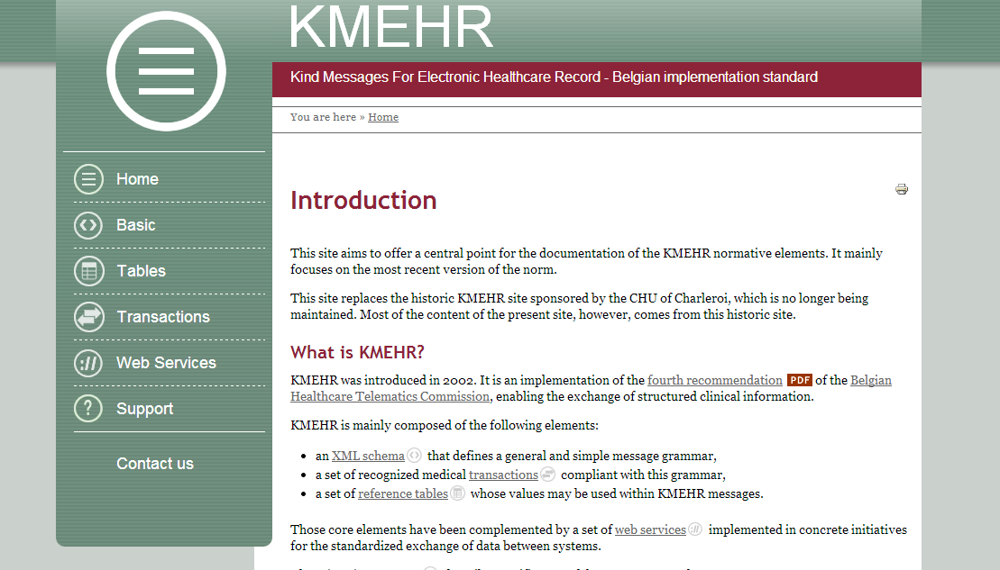 KMEHR
Kind Messages For Electronic Healthcare Record - Belgian implementation standard
You are here » Home
Home
Basic
Tables
Transactions
:// Web Services
? Support
Contact us
Introduction
This site aims to offer a central point for the documentation of the KMEHR normative elements. It mainly
focuses on the most recent version of the norm.
This site replaces the historic KMEHR site sponsored by the CHU of Charleroi, which is no longer being
maintained. Most of the content of the present site, however, comes from this historic site.
What is KMEHR?
KMEHR was introduced in 2002. It is an implementation of the fourth recommendation PDF of the Belgian
Healthcare Telematics Commission, enabling the exchange of structured clinical information.
KMEHR is mainly composed of the following elements:
• an XML schema that defines a general and simple message grammar,
• a set of recognized medical transactions compliant with this grammar,
• a set of reference tables whose values may be used within KMEHR messages.
Those core elements have been complemented by a set of web services :// implemented in concrete initiatives
for the standardized exchange of data between systems.